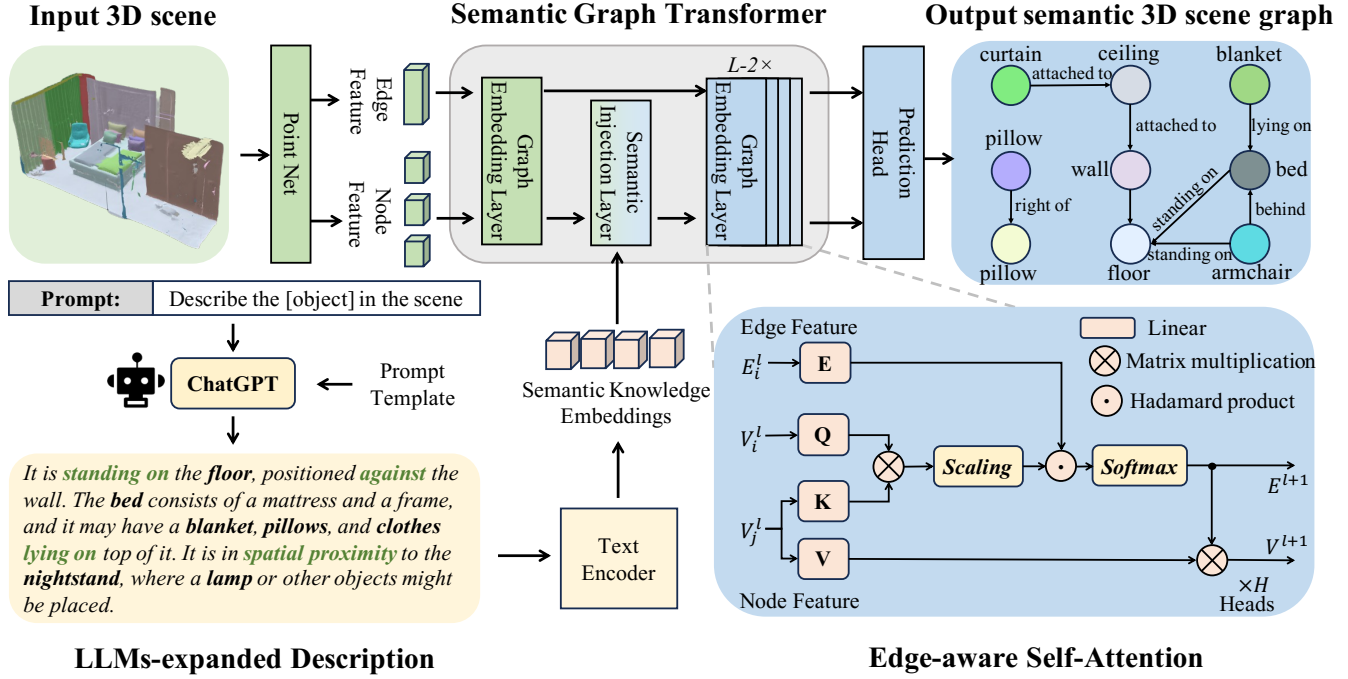 Input 3D scene
Semantic Graph Transformer
Output semantic 3D scene graph
Point Net
Edge
Feature
Node
Feature
Graph
Embedding Layer
Semantic
Injection Layer
L-2×
Graph
Embedding Layer
Prediction
Head
curtain
ceiling
blanket
attached to
attached to
lying on
pillow
wall
bed
right of
standing on
behind
standing on
pillow
floor
armchair
Prompt:
Describe the [object] in the scene
ChatGPT
Prompt
Template
It is standing on the floor, positioned against the
wall. The bed consists of a mattress and a frame,
and it may have a blanket, pillows, and clothes
lying on top of it. It is in spatial proximity to the
nightstand, where a lamp or other objects might
be placed.
LLMs-expanded Description
Semantic Knowledge
Embeddings
Text
Encoder
Edge Feature
Linear
Matrix multiplication
Hadamard product
E_i^l
E
V_i^l
Q
Scaling
Softmax
E^{l+1}
K
V_j^l
V
V^{l+1}
×H
Heads
Node Feature
Edge-aware Self-Attention